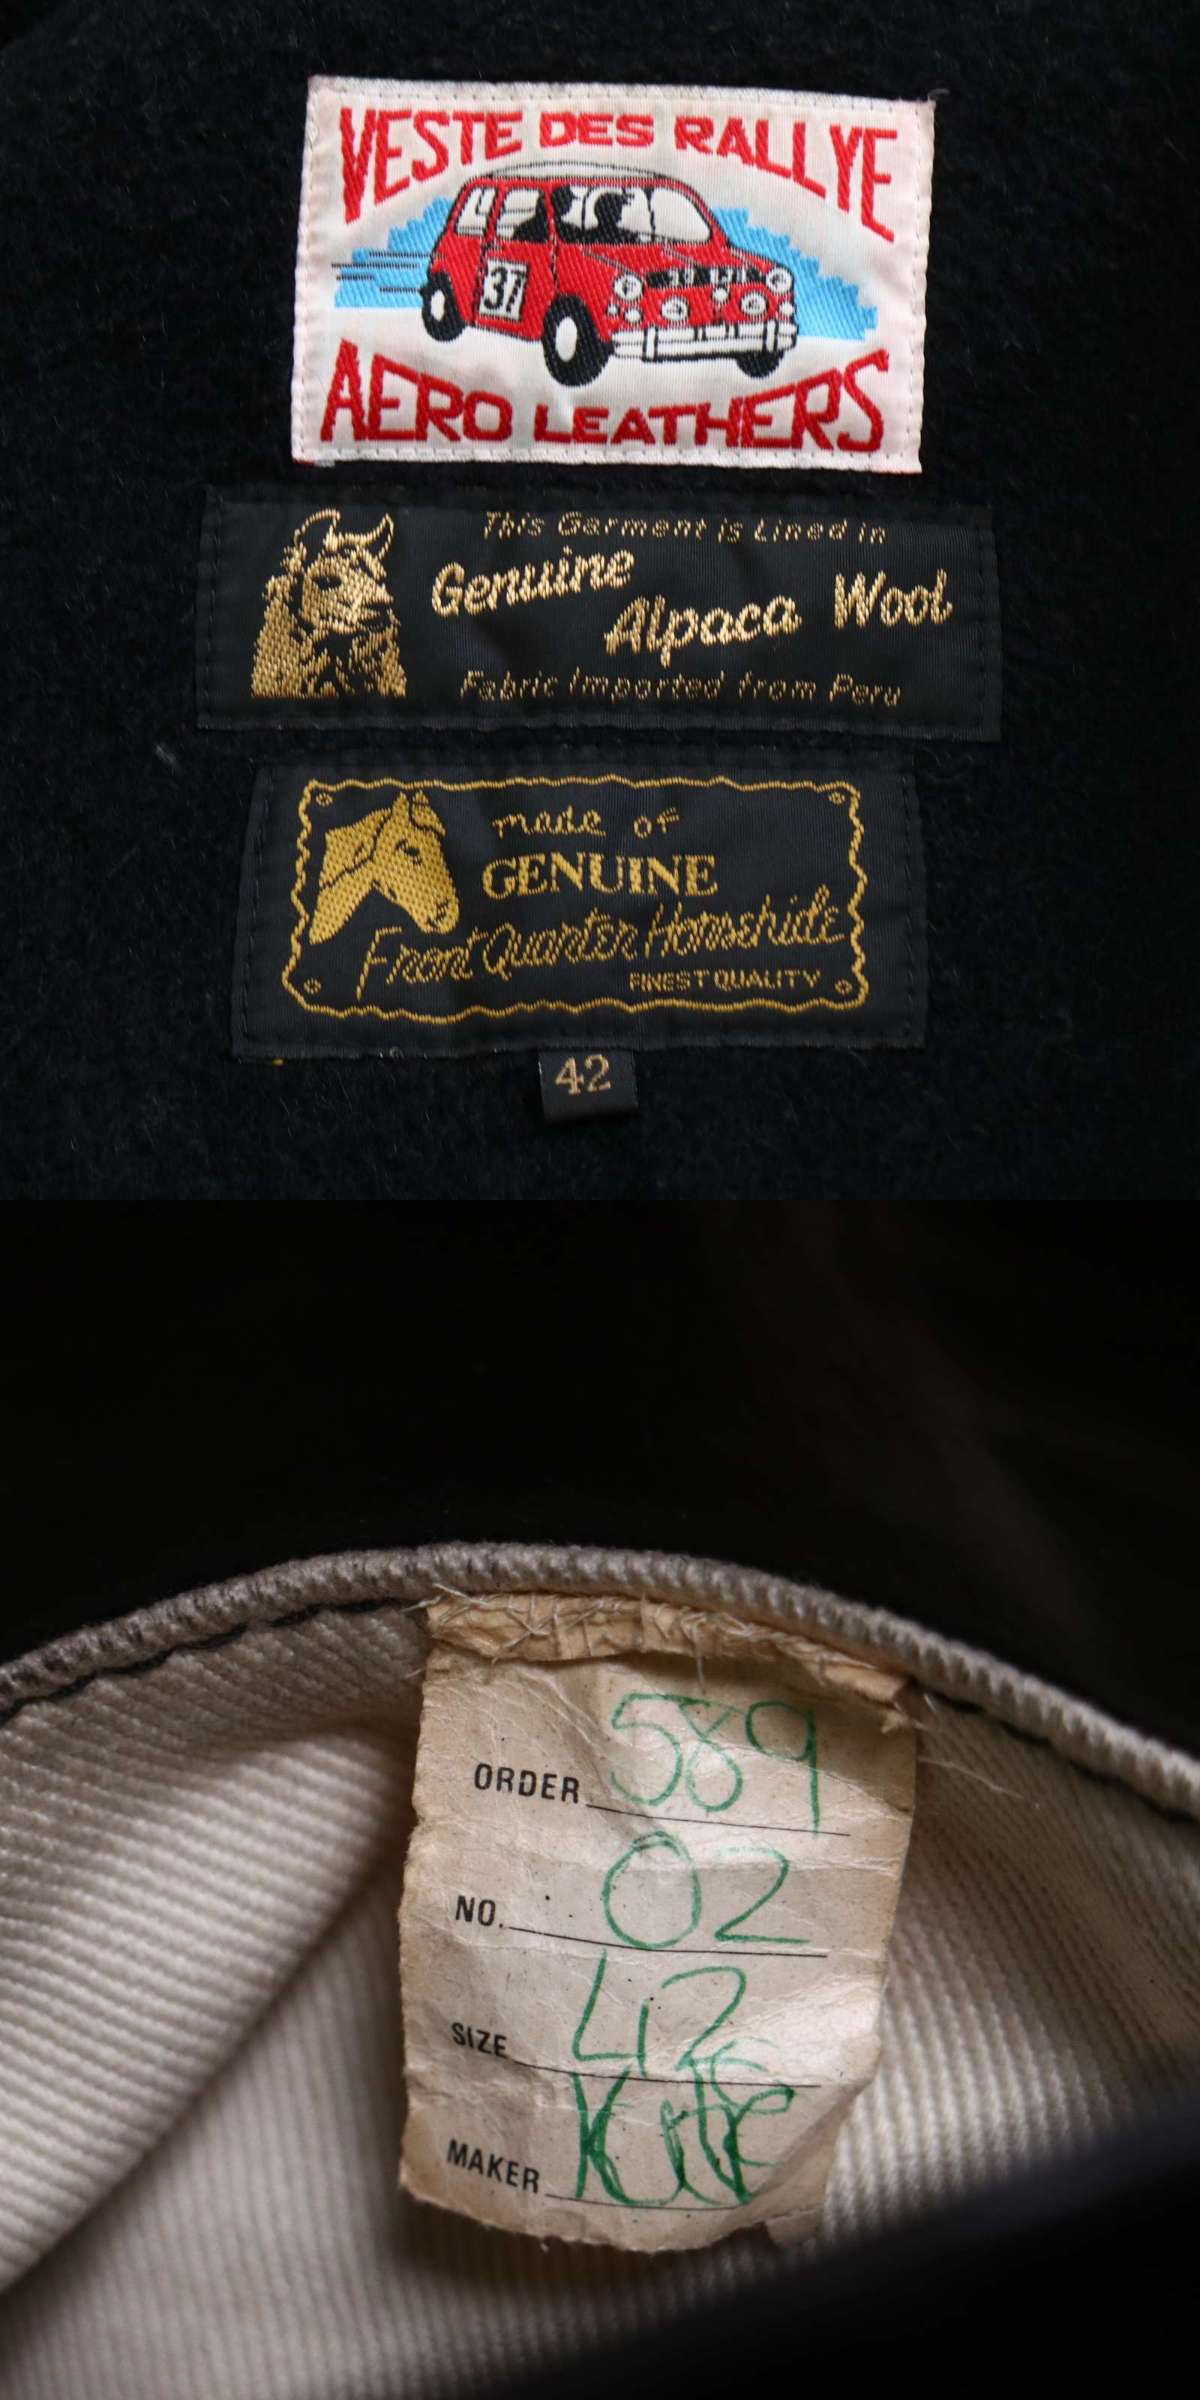 VESTE DES RALLYE
37
AERO LEATHERS
This Garment is Lined in
Genuine
Alpaca Wool
Fabric Imported from Peru
made of
GENUINE
Front Quarter Horsehide
FINEST QUALITY
42
ORDER 589
NO. 02
SIZE 42
MAKER